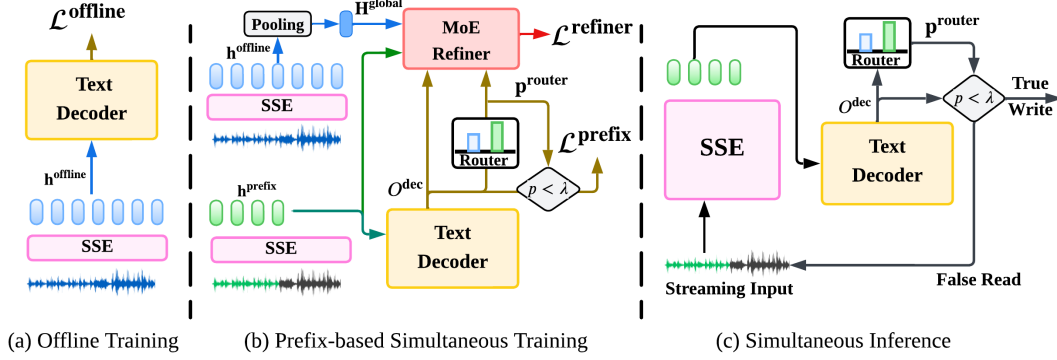 ℒ^offline
Text
Decoder
h^offline
SSE
(a) Offline Training
Pooling
H^global
h^offline
SSE
MoE
Refiner
ℒ^refiner
p^router
Router
ℒ^prefix
p < λ
O^dec
h^prefix
SSE
Text
Decoder
(b) Prefix-based Simultaneous Training
SSE
Streaming Input
Router
p^router
O^dec
p < λ
True
Write
Text
Decoder
False Read
(c) Simultaneous Inference